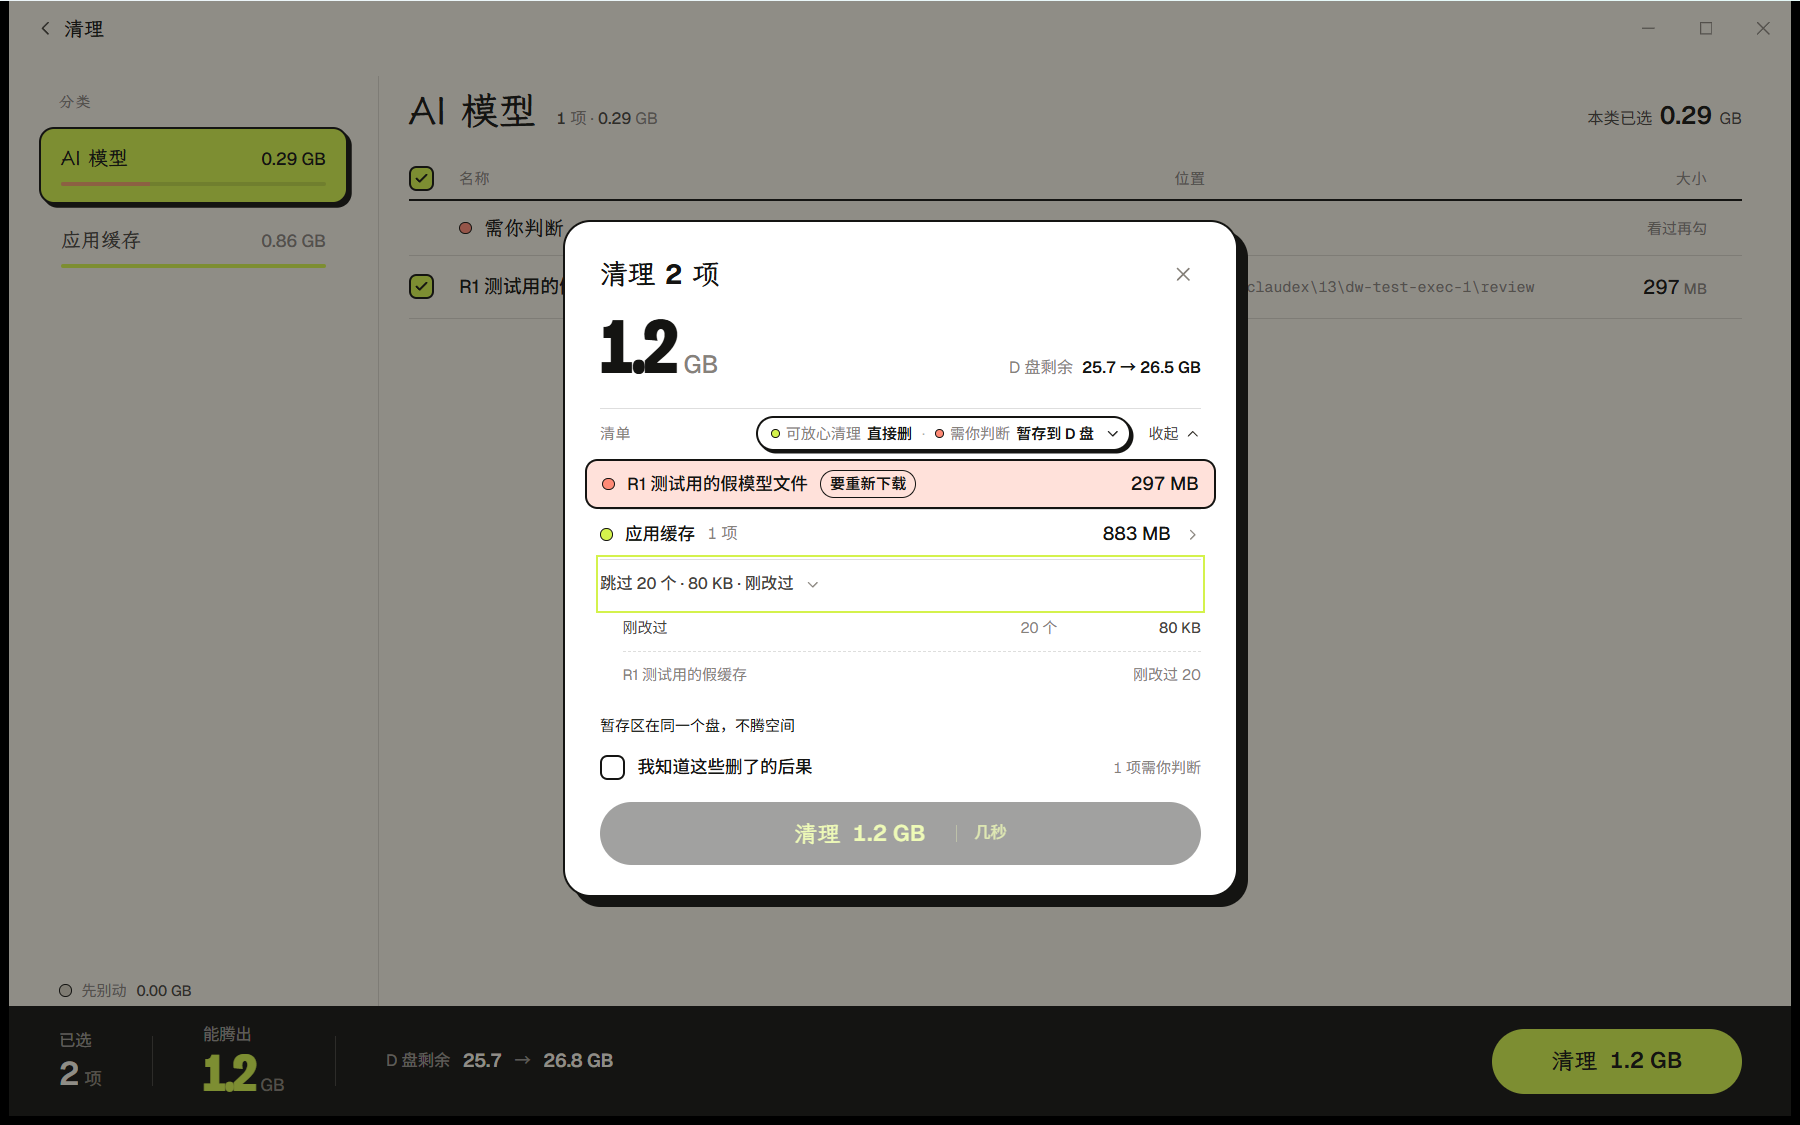 清理
分类
AI 模型 0.29 GB
应用缓存 0.86 GB
先别动 0.00 GB
AI 模型 1 项 · 0.29 GB 本类已选 0.29 GB
名称 位置 大小
需你判断 看过再勾
R1 测试用的 claudex\13\dw-test-exec-1\review 297 MB
清理 2 项
1.2 GB D 盘剩余 25.7 → 26.5 GB
清单 可放心清理 直接删 · 需你判断 暂存到 D 盘 收起
R1 测试用的假模型文件 要重新下载 297 MB
应用缓存 1 项 883 MB
跳过 20 个 · 80 KB · 刚改过
刚改过 20 个 80 KB
R1 测试用的假缓存 刚改过 20
暂存区在同一个盘，不腾空间
我知道这些删了的后果 1 项需你判断
清理 1.2 GB 几秒
已选
2 项
能腾出
1.2 GB
D 盘剩余 25.7 → 26.8 GB
清理 1.2 GB